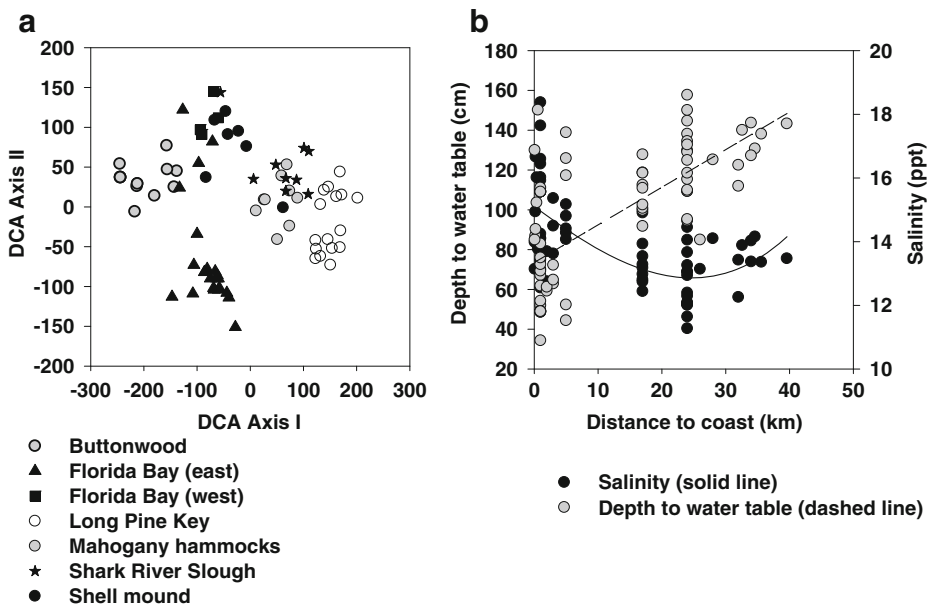 a
200
150
100
50
0
-50
-100
-150
-200
DCA Axis II
-300 -200 -100 0 100 200 300
DCA Axis I
Buttonwood
Florida Bay (east)
Florida Bay (west)
Long Pine Key
Mahogany hammocks
Shark River Slough
Shell mound
b
180
160
140
120
100
80
60
40
20
Depth to water table (cm)
20
18
16
14
12
10
Salinity (ppt)
0 10 20 30 40 50
Distance to coast (km)
Salinity (solid line)
Depth to water table (dashed line)